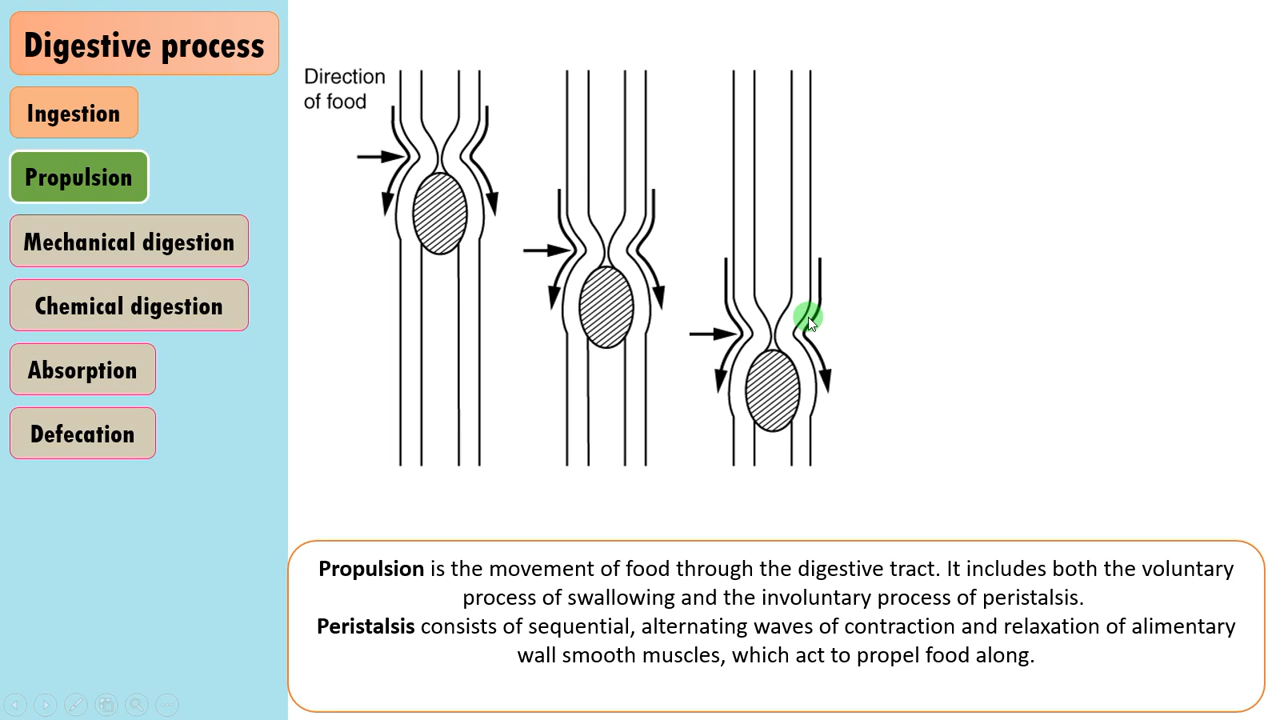 Digestive process
Ingestion
Propulsion
Mechanical digestion
Chemical digestion
Absorption
Defecation
Direction
of food
Propulsion is the movement of food through the digestive tract. It includes both the voluntary
process of swallowing and the involuntary process of peristalsis.
Peristalsis consists of sequential, alternating waves of contraction and relaxation of alimentary
wall smooth muscles, which act to propel food along.